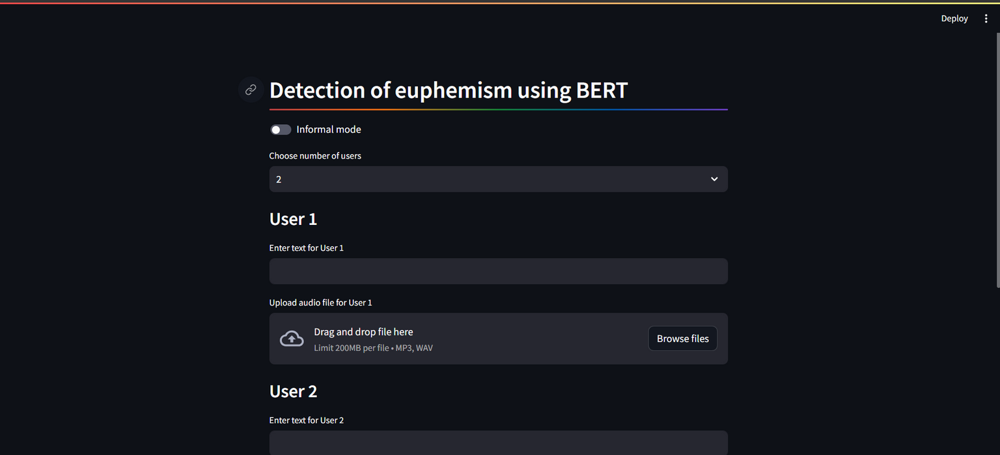 Deploy
Detection of euphemism using BERT
Informal mode
Choose number of users
2
User 1
Enter text for User 1
Upload audio file for User 1
Drag and drop file here
Limit 200MB per file • MP3, WAV
Browse files
User 2
Enter text for User 2